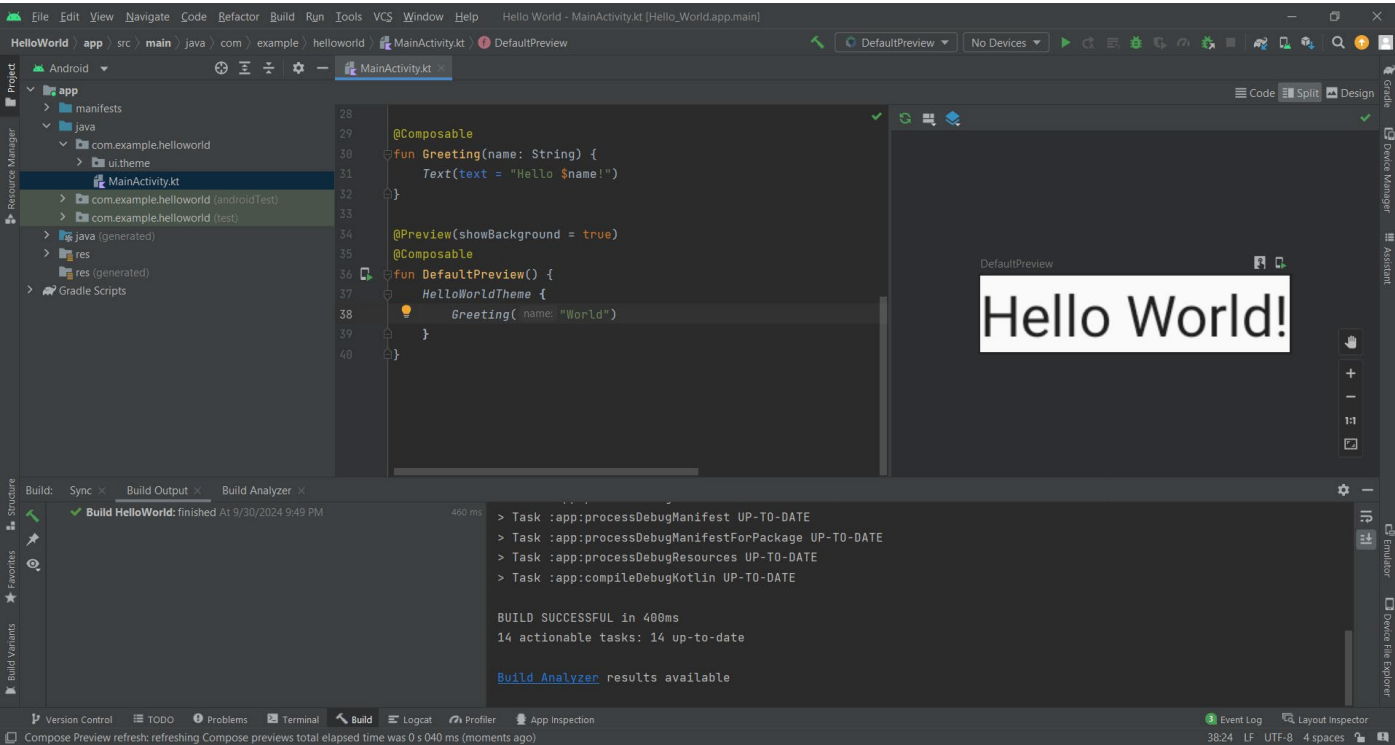 File Edit View Navigate Code Refactor Build Run Tools VCS Window Help Hello World - MainActivity.kt [Hello_World.app.main]
HelloWorld app src main java com example helloworld MainActivity.kt DefaultPreview
DefaultPreview No Devices
Project
Android
MainActivity.kt
Code Split Design
app
manifests
java
com.example.helloworld
ui.theme
MainActivity.kt
com.example.helloworld (androidTest)
com.example.helloworld (test)
java (generated)
res
res (generated)
Gradle Scripts
Resource Manager
28
29 @Composable
30 fun Greeting(name: String) {
31 Text(text = "Hello $name!")
32 }
33
34 @Preview(showBackground = true)
35 @Composable
36 fun DefaultPreview() {
37 HelloWorldTheme {
38 Greeting( name: "World")
39 }
40 }
DefaultPreview
Hello World!
1:1
Gradle
Device Manager
Assistant
Build: Sync Build Output Build Analyzer
Build HelloWorld: finished At 9/30/2024 9:49 PM 460 ms
> Task :app:processDebugManifest UP-TO-DATE
> Task :app:processDebugManifestForPackage UP-TO-DATE
> Task :app:processDebugResources UP-TO-DATE
> Task :app:compileDebugKotlin UP-TO-DATE
BUILD SUCCESSFUL in 400ms
14 actionable tasks: 14 up-to-date
Build Analyzer results available
Structure
Favorites
Build Variants
Emulator
Device File Explorer
Version Control TODO Problems Terminal Build Logcat Profiler App Inspection 3 Event Log Layout Inspector
Compose Preview refresh: refreshing Compose previews total elapsed time was 0 s 040 ms (moments ago) 38:24 LF UTF-8 4 spaces